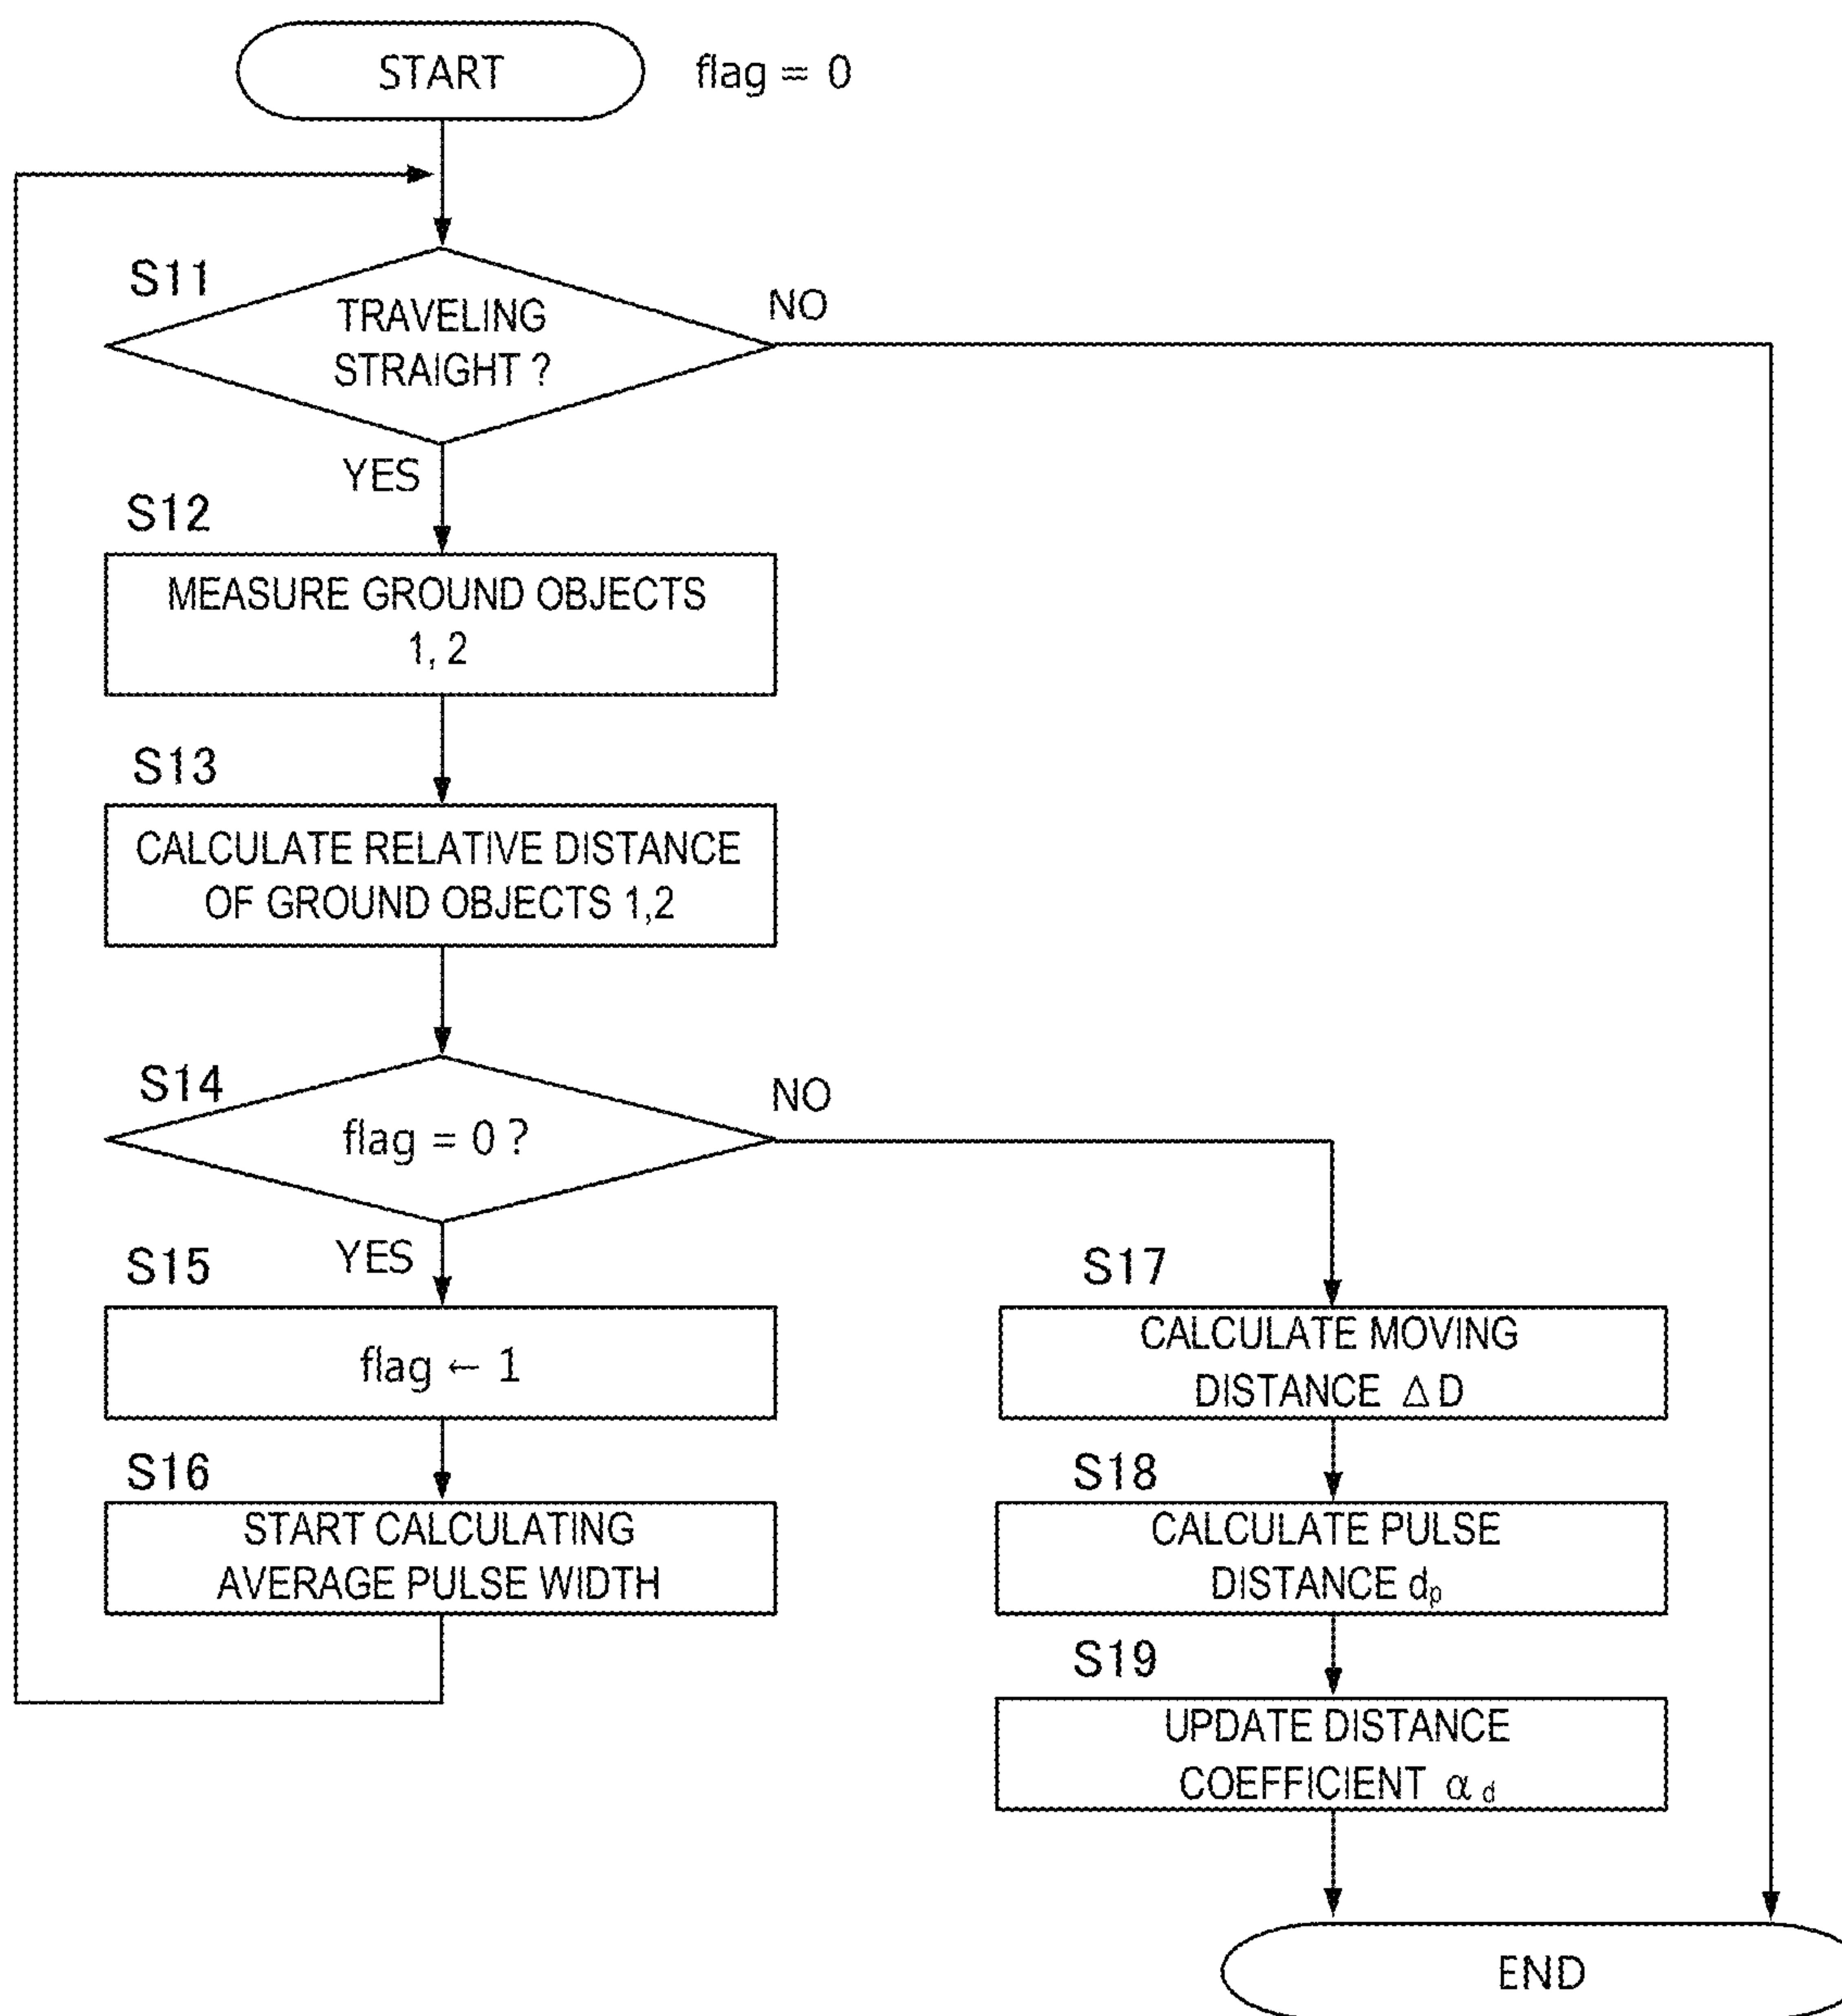 START
flag = 0
S11
TRAVELING
STRAIGHT ?
NO
YES
S12
MEASURE GROUND OBJECTS
1, 2
S13
CALCULATE RELATIVE DISTANCE
OF GROUND OBJECTS 1,2
S14
flag = 0 ?
NO
YES
S15
flag ← 1
S16
START CALCULATING
AVERAGE PULSE WIDTH
S17
CALCULATE MOVING
DISTANCE Δ D
S18
CALCULATE PULSE
DISTANCE dₚ
S19
UPDATE DISTANCE
COEFFICIENT α d
END